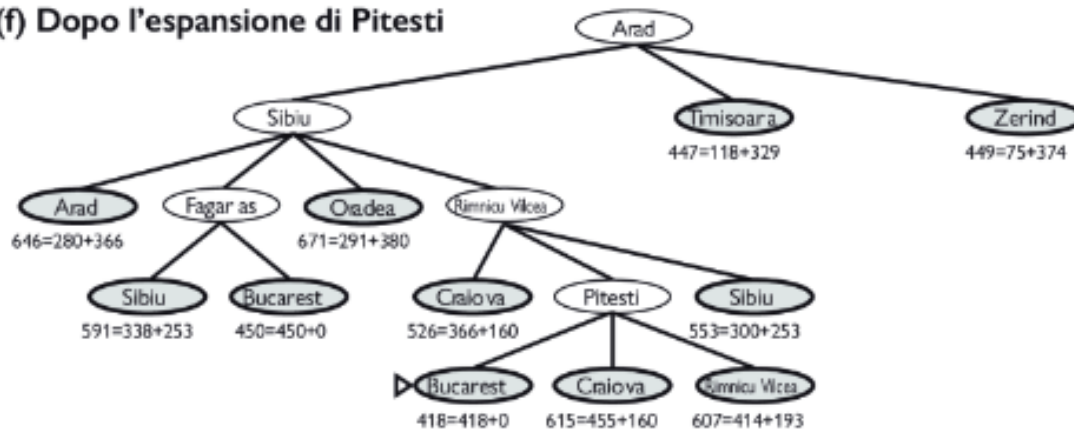 (f) Dopo l'espansione di Pitesti
Arad
Sibiu
Timisoara
Zerind
447=118+329
449=75+374
Arad
Fagar as
Oradea
Rimnicu Vilcea
646=280+366
671=291+380
Sibiu
Bucarest
Craiova
Pitesti
Sibiu
591=338+253
450=450+0
526=366+160
553=300+253
Bucarest
Craiova
Rimnicu Vilcea
418=418+0
615=455+160
607=414+193